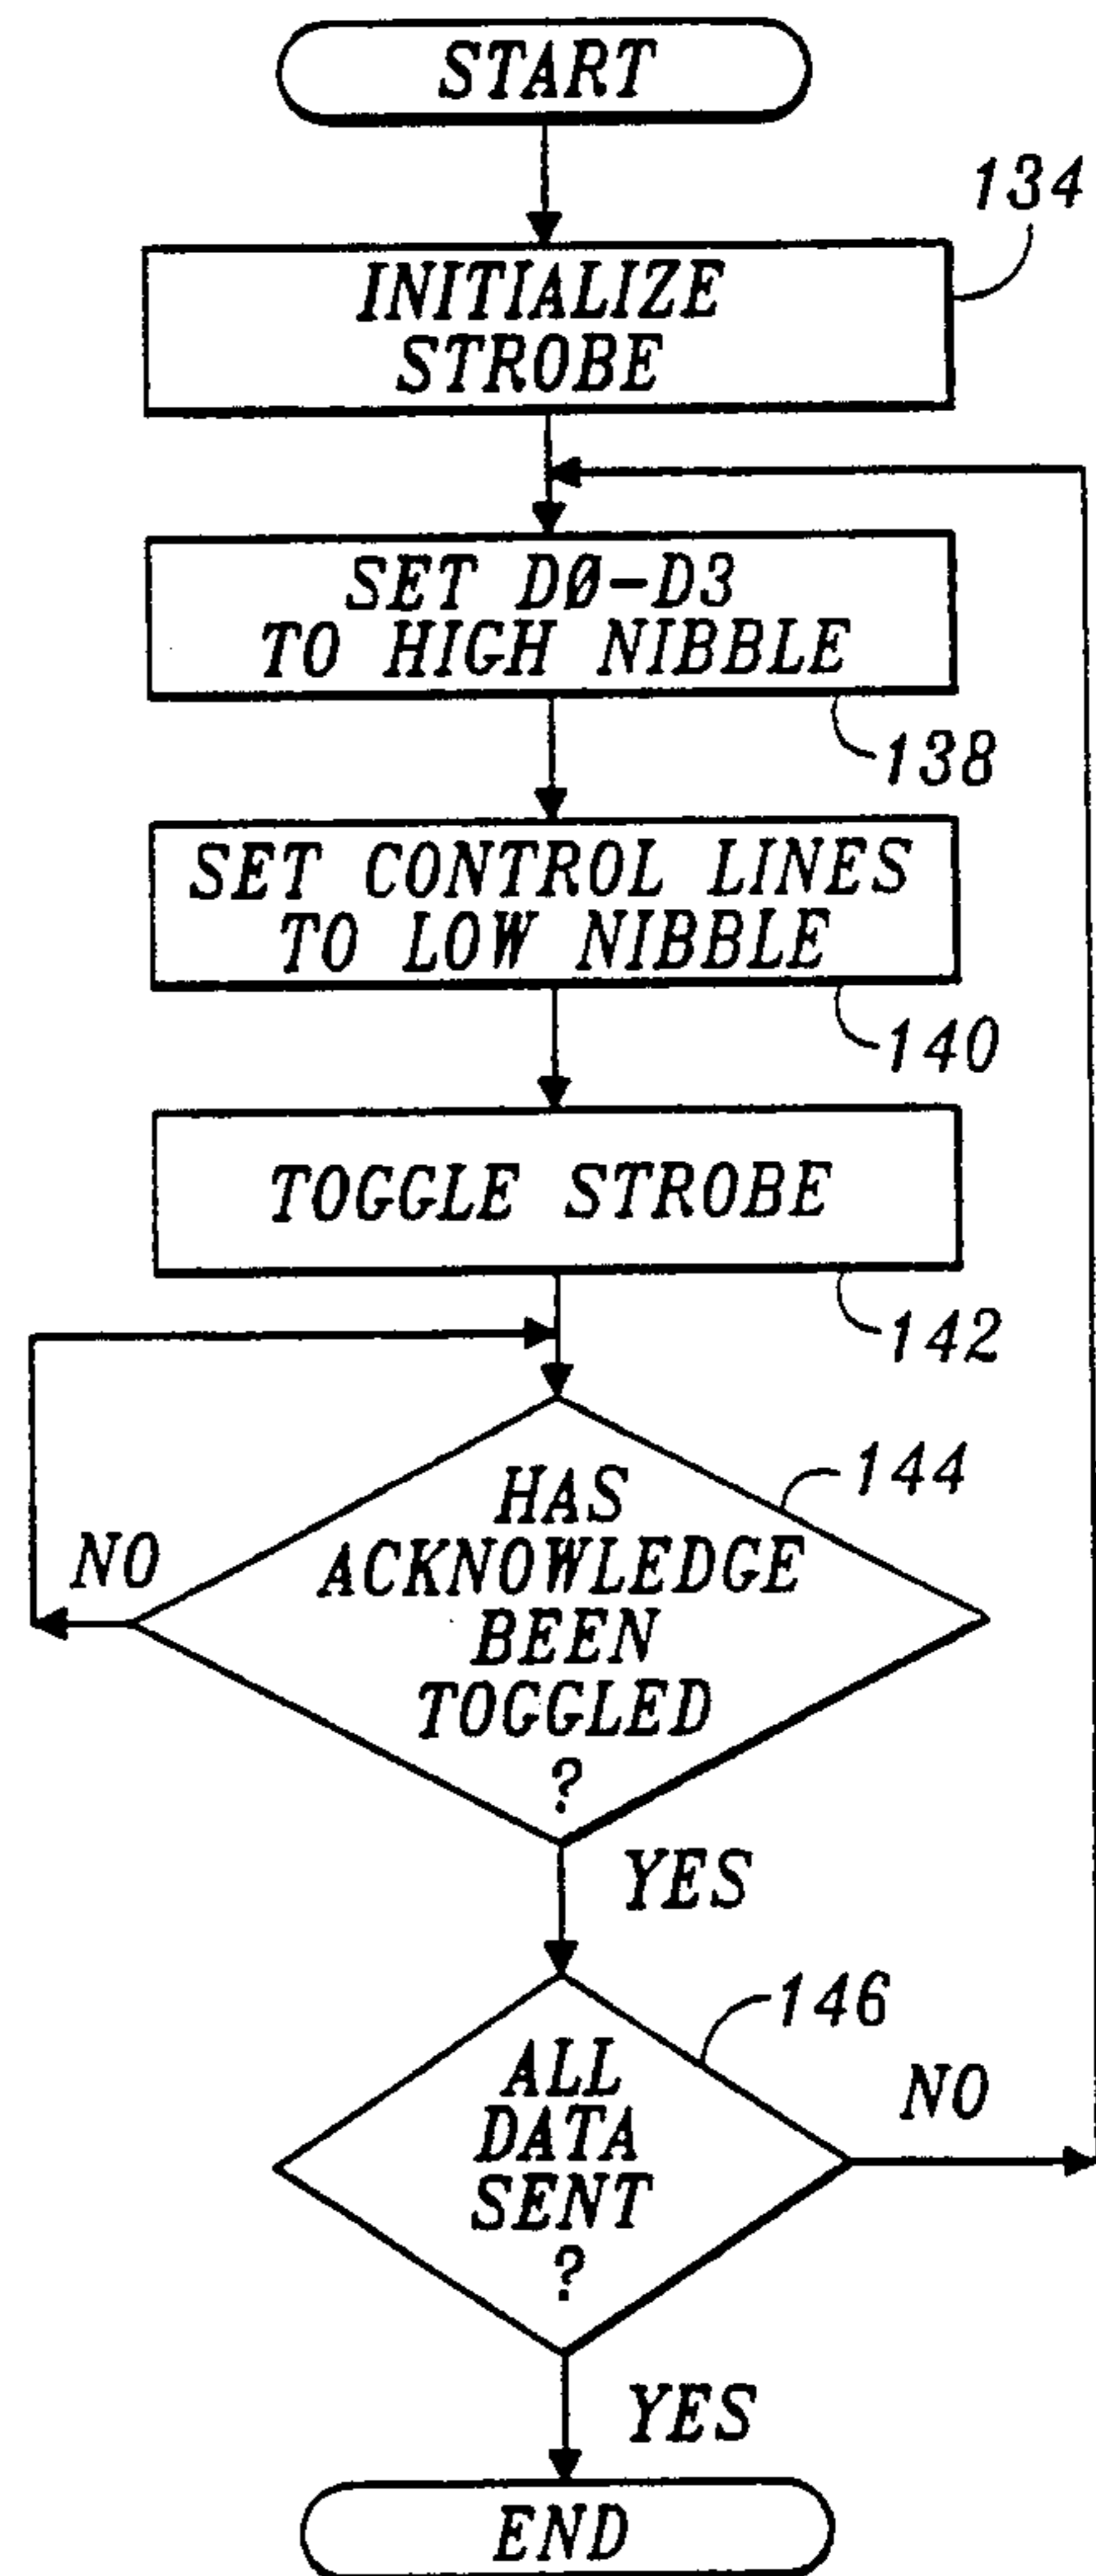 START
134
INITIALIZE
STROBE
SET DØ-D3
TO HIGH NIBBLE
138
SET CONTROL LINES
TO LOW NIBBLE
140
TOGGLE STROBE
142
HAS
ACKNOWLEDGE
BEEN
TOGGLED
?
144
NO
YES
146
ALL
DATA
SENT
?
NO
YES
END